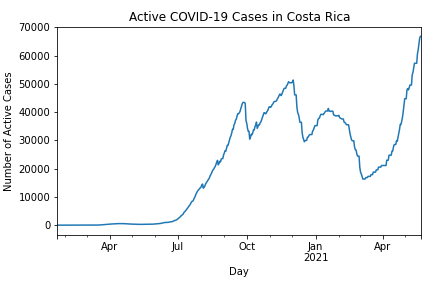 Active COVID-19 Cases in Costa Rica
Number of Active Cases
70000
60000
50000
40000
30000
20000
10000
0
Apr
Jul
Oct
Jan
2021
Apr
Day